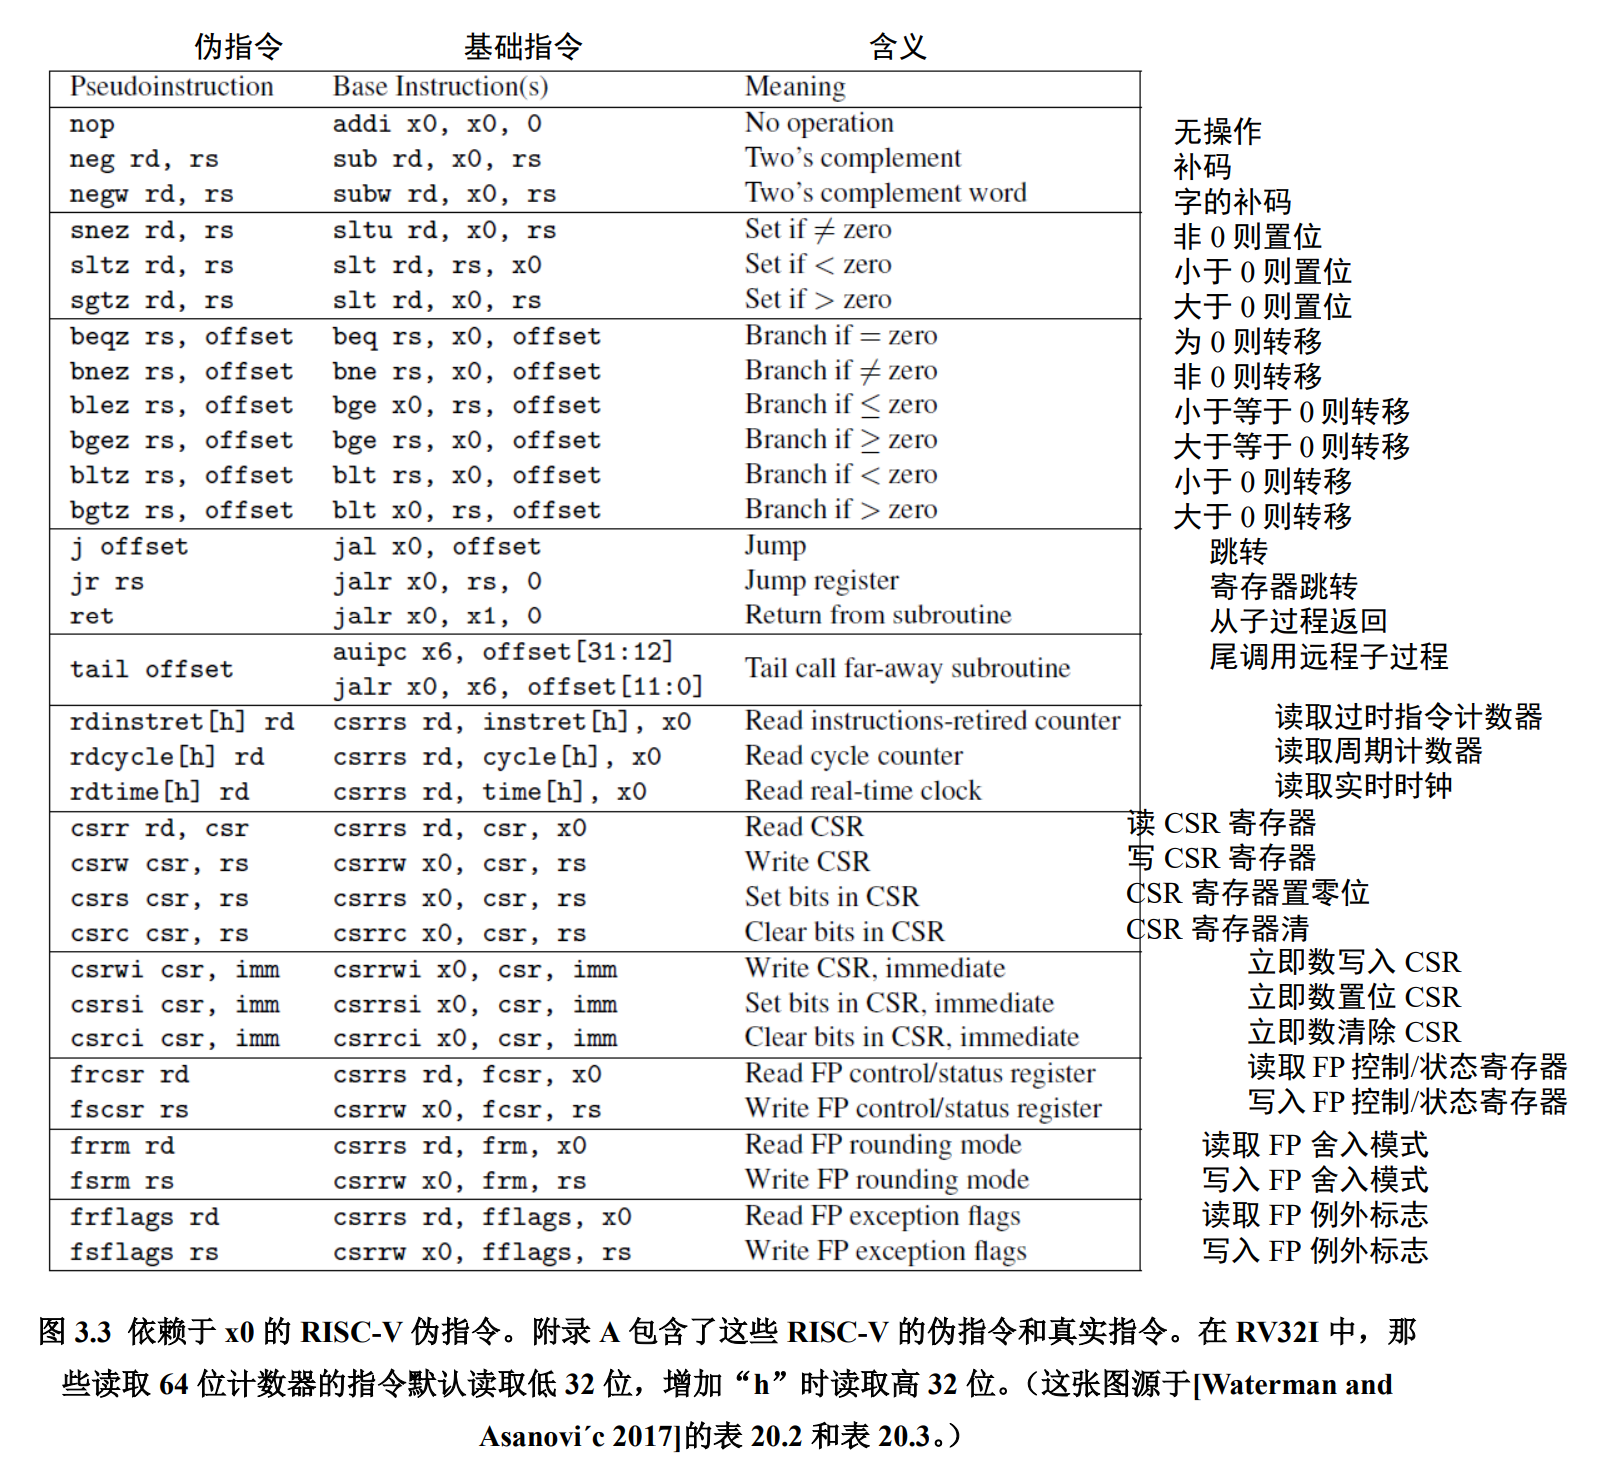 伪指令 基础指令 含义
Pseudoinstruction Base Instruction(s) Meaning
nop addi x0, x0, 0 No operation 无操作
neg rd, rs sub rd, x0, rs Two's complement 补码
negw rd, rs subw rd, x0, rs Two's complement word 字的补码
snez rd, rs sltu rd, x0, rs Set if ≠ zero 非 0 则置位
sltz rd, rs slt rd, rs, x0 Set if < zero 小于 0 则置位
sgtz rd, rs slt rd, x0, rs Set if > zero 大于 0 则置位
beqz rs, offset beq rs, x0, offset Branch if = zero 为 0 则转移
bnez rs, offset bne rs, x0, offset Branch if ≠ zero 非 0 则转移
blez rs, offset bge x0, rs, offset Branch if ≤ zero 小于等于 0 则转移
bgez rs, offset bge rs, x0, offset Branch if ≥ zero 大于等于 0 则转移
bltz rs, offset blt rs, x0, offset Branch if < zero 小于 0 则转移
bgtz rs, offset blt x0, rs, offset Branch if > zero 大于 0 则转移
j offset jal x0, offset Jump 跳转
jr rs jalr x0, rs, 0 Jump register 寄存器跳转
ret jalr x0, x1, 0 Return from subroutine 从子过程返回
tail offset auipc x6, offset[31:12] Tail call far-away subroutine 尾调用远程子过程
jalr x0, x6, offset[11:0]
rdinstret[h] rd csrrs rd, instret[h], x0 Read instructions-retired counter 读取过时指令计数器
rdcycle[h] rd csrrs rd, cycle[h], x0 Read cycle counter 读取周期计数器
rdtime[h] rd csrrs rd, time[h], x0 Read real-time clock 读取实时时钟
csrr rd, csr csrrs rd, csr, x0 Read CSR 读 CSR 寄存器
csrw csr, rs csrrw x0, csr, rs Write CSR 写 CSR 寄存器
csrs csr, rs csrrs x0, csr, rs Set bits in CSR CSR 寄存器置零位
csrc csr, rs csrrc x0, csr, rs Clear bits in CSR CSR 寄存器清
csrwi csr, imm csrrwi x0, csr, imm Write CSR, immediate 立即数写入 CSR
csrsi csr, imm csrrsi x0, csr, imm Set bits in CSR, immediate 立即数置位 CSR
csrci csr, imm csrrci x0, csr, imm Clear bits in CSR, immediate 立即数清除 CSR
frcsr rd csrrs rd, fcsr, x0 Read FP control/status register 读取 FP 控制/状态寄存器
fscsr rs csrrw x0, fcsr, rs Write FP control/status register 写入 FP 控制/状态寄存器
frrm rd csrrs rd, frm, x0 Read FP rounding mode 读取 FP 舍入模式
fsrm rs csrrw x0, frm, rs Write FP rounding mode 写入 FP 舍入模式
frflags rd csrrs rd, fflags, x0 Read FP exception flags 读取 FP 例外标志
fsflags rs csrrw x0, fflags, rs Write FP exception flags 写入 FP 例外标志
图 3.3 依赖于 x0 的 RISC-V 伪指令。附录 A 包含了这些 RISC-V 的伪指令和真实指令。在 RV32I 中，那
些读取 64 位计数器的指令默认读取低 32 位，增加“h”时读取高 32 位。（这张图源于[Waterman and
Asanovi´c 2017]的表 20.2 和表 20.3。）